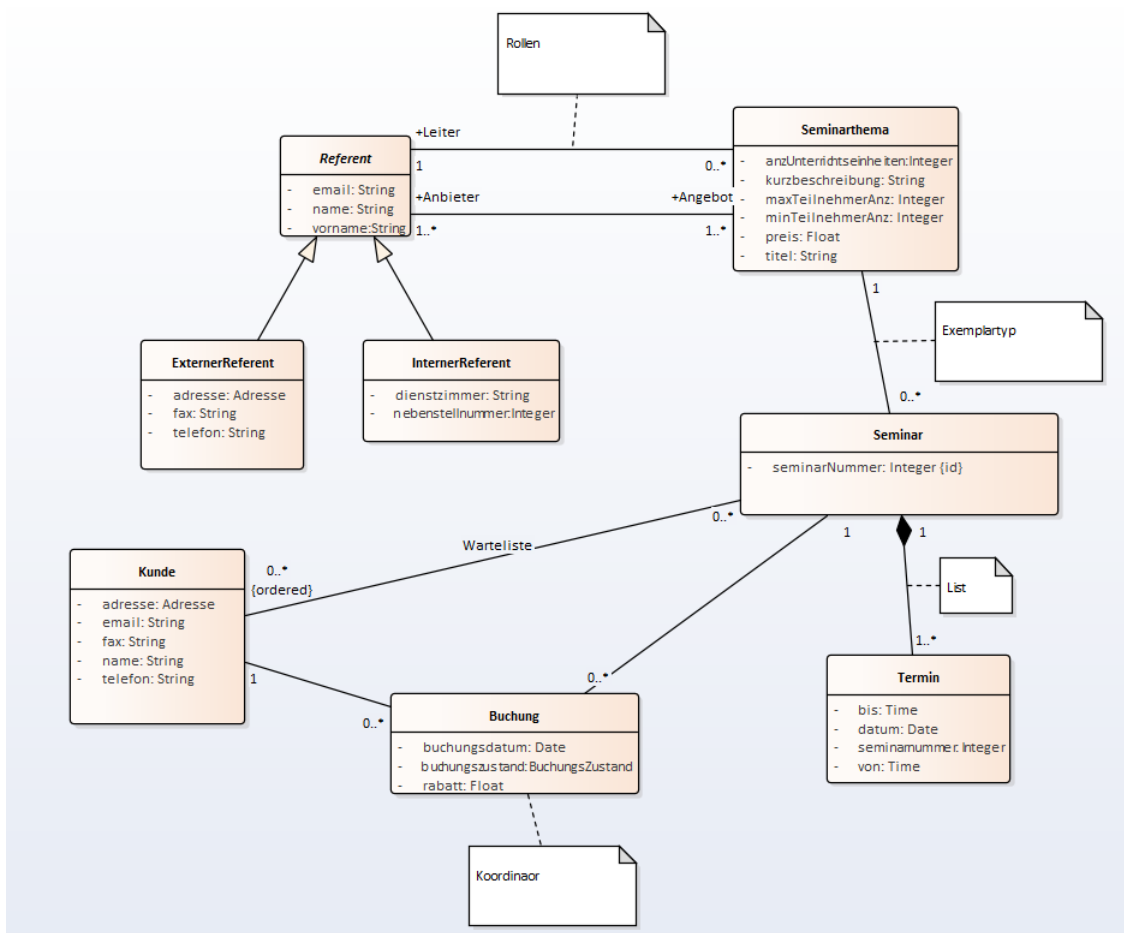 Rollen
+Leiter
1
0..*
+Anbieter
+Angebot
1..*
1..*
Referent
- email: String
- name: String
- vorname:String
Seminarthema
- anzUnterrichtseinheiten:Integer
- kurzbeschreibung: String
- maxTeilnehmerAnz: Integer
- minTeilnehmerAnz: Integer
- preis: Float
- titel: String
1
Exemplartyp
0..*
ExternerReferent
- adresse: Adresse
- fax: String
- telefon: String
InternerReferent
- dienstzimmer: String
- nebenstellnummer:Integer
Seminar
- seminarNummer: Integer {id}
0..*
1
1
Warteliste
0..*
{ordered}
List
1..*
Kunde
- adresse: Adresse
- email: String
- fax: String
- name: String
- telefon: String
1
0..*
0..*
Buchung
- buchungsdatum: Date
- buchungszustand:BuchungsZustand
- rabatt: Float
Termin
- bis: Time
- datum: Date
- seminarnummer: Integer
- von: Time
Koordinaor